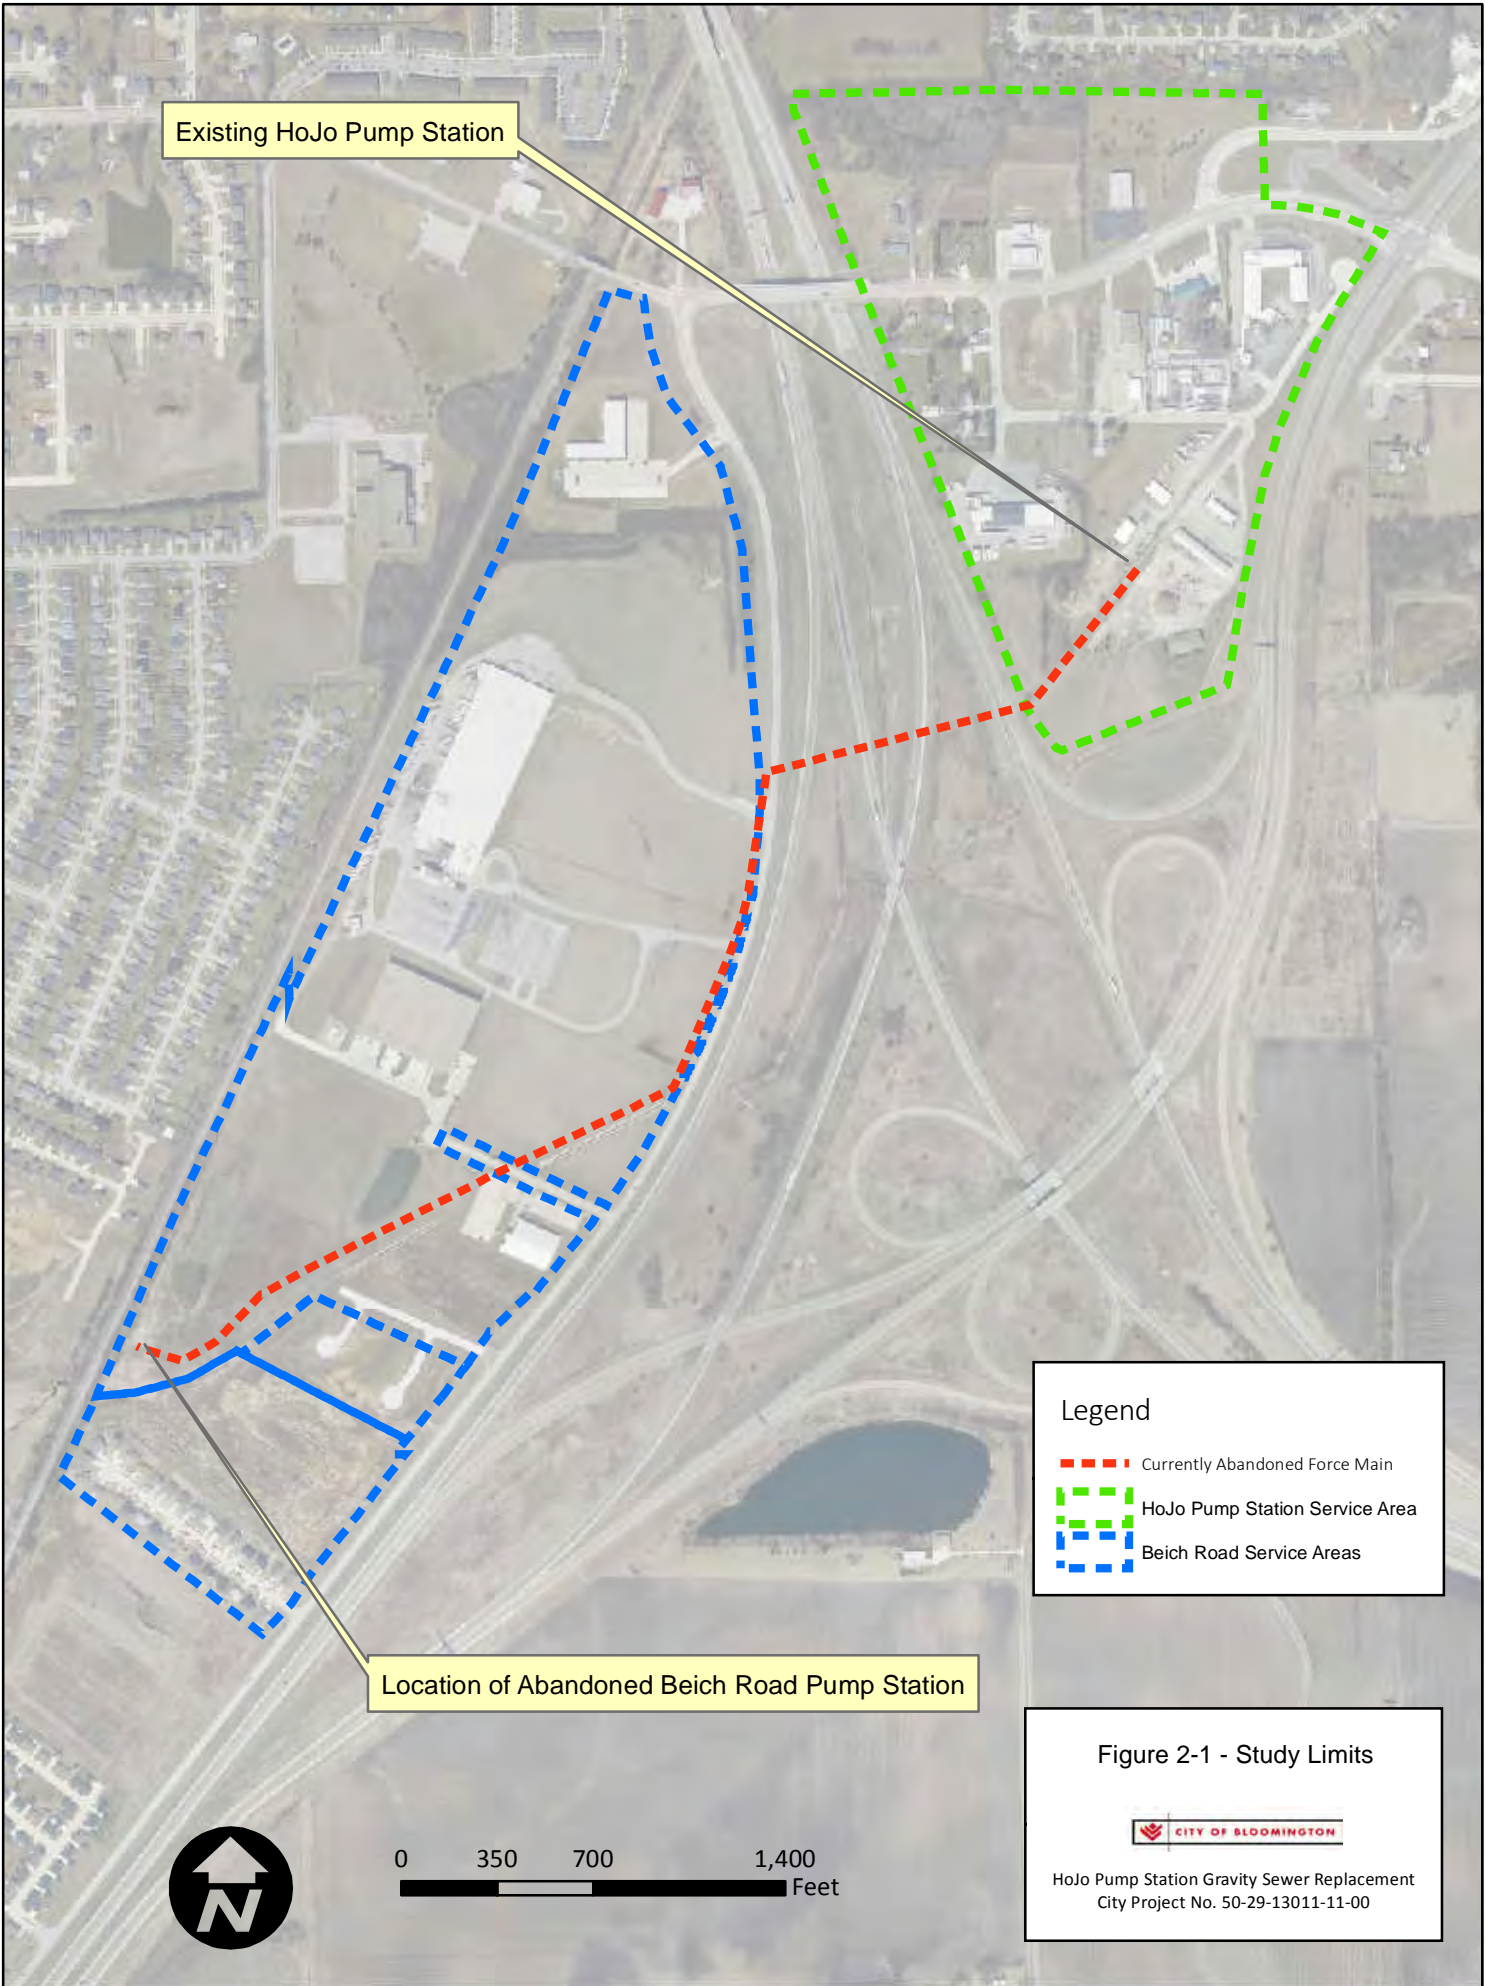 Existing HoJo Pump Station
Legend
Currently Abandoned Force Main
HoJo Pump Station Service Area
Beich Road Service Areas
Location of Abandoned Beich Road Pump Station
Figure 2-1 - Study Limits
CITY OF BLOOMINGTON
HoJo Pump Station Gravity Sewer Replacement
City Project No. 50-29-13011-11-00
N
0 350 700 1,400
Feet